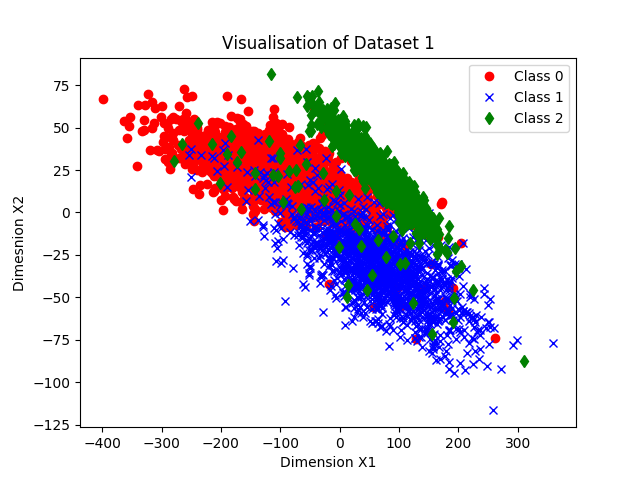 Visualisation of Dataset 1
Class 0
Class 1
Class 2
75
50
25
0
−25
−50
−75
−100
−125
Dimesnion X2
−400 −300 −200 −100 0 100 200 300
Dimension X1